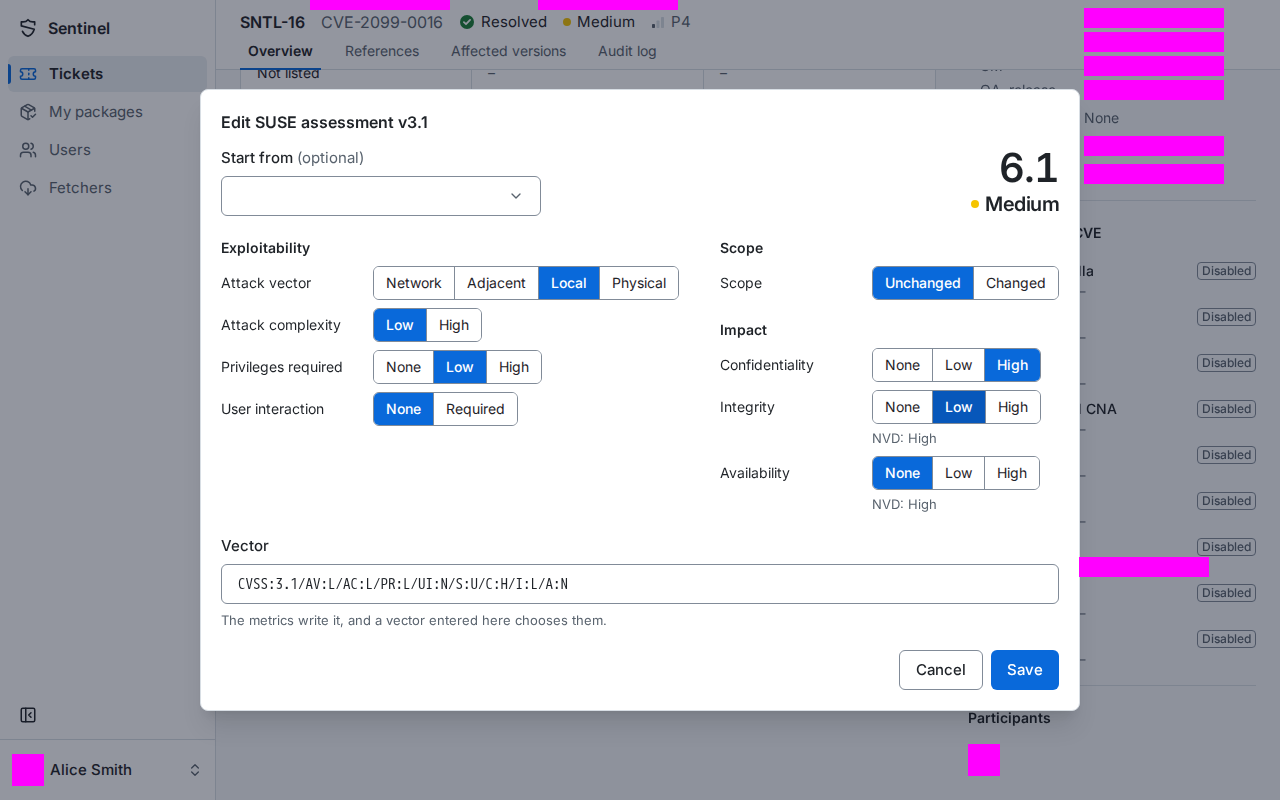 Sentinel
Tickets
My packages
Users
Fetchers
Alice Smith
SNTL-16 CVE-2099-0016 Resolved Medium P4
Overview References Affected versions Audit log
Not listed – –
None
Edit SUSE assessment v3.1
Start from (optional)
6.1
Medium
Exploitability
Attack vector Network Adjacent Local Physical
Attack complexity Low High
Privileges required None Low High
User interaction None Required
Scope
Scope Unchanged Changed
Impact
Confidentiality None Low High
Integrity None Low High
NVD: High
Availability None Low High
NVD: High
Vector
CVSS:3.1/AV:L/AC:L/PR:L/UI:N/S:U/C:H/I:L/A:N
The metrics write it, and a vector entered here chooses them.
Cancel Save
CVE
lla Disabled
–
Disabled
–
Disabled
–
CNA Disabled
–
Disabled
–
Disabled
–
Disabled
Disabled
–
Disabled
–
Participants